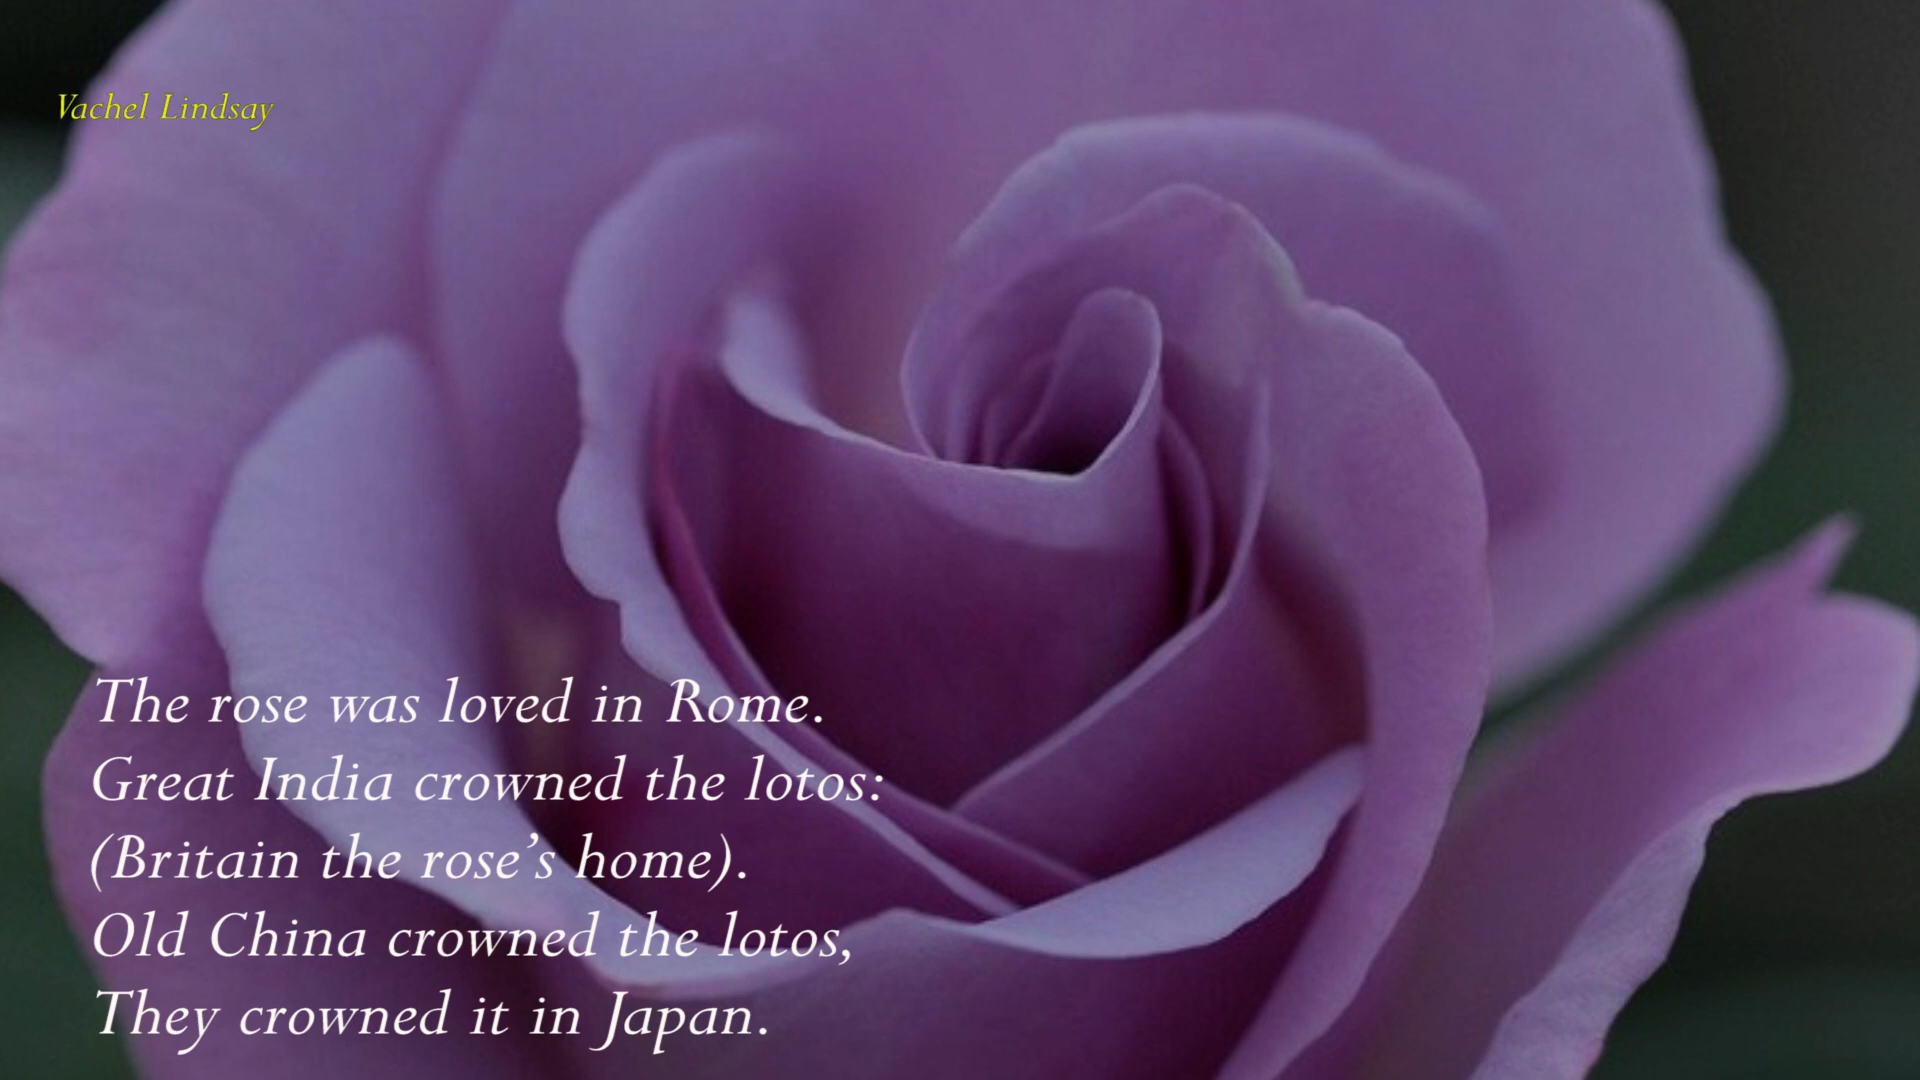 Vachel Lindsay
The rose was loved in Rome.
Great India crowned the lotos:
(Britain the rose’s home).
Old China crowned the lotos,
They crowned it in Japan.